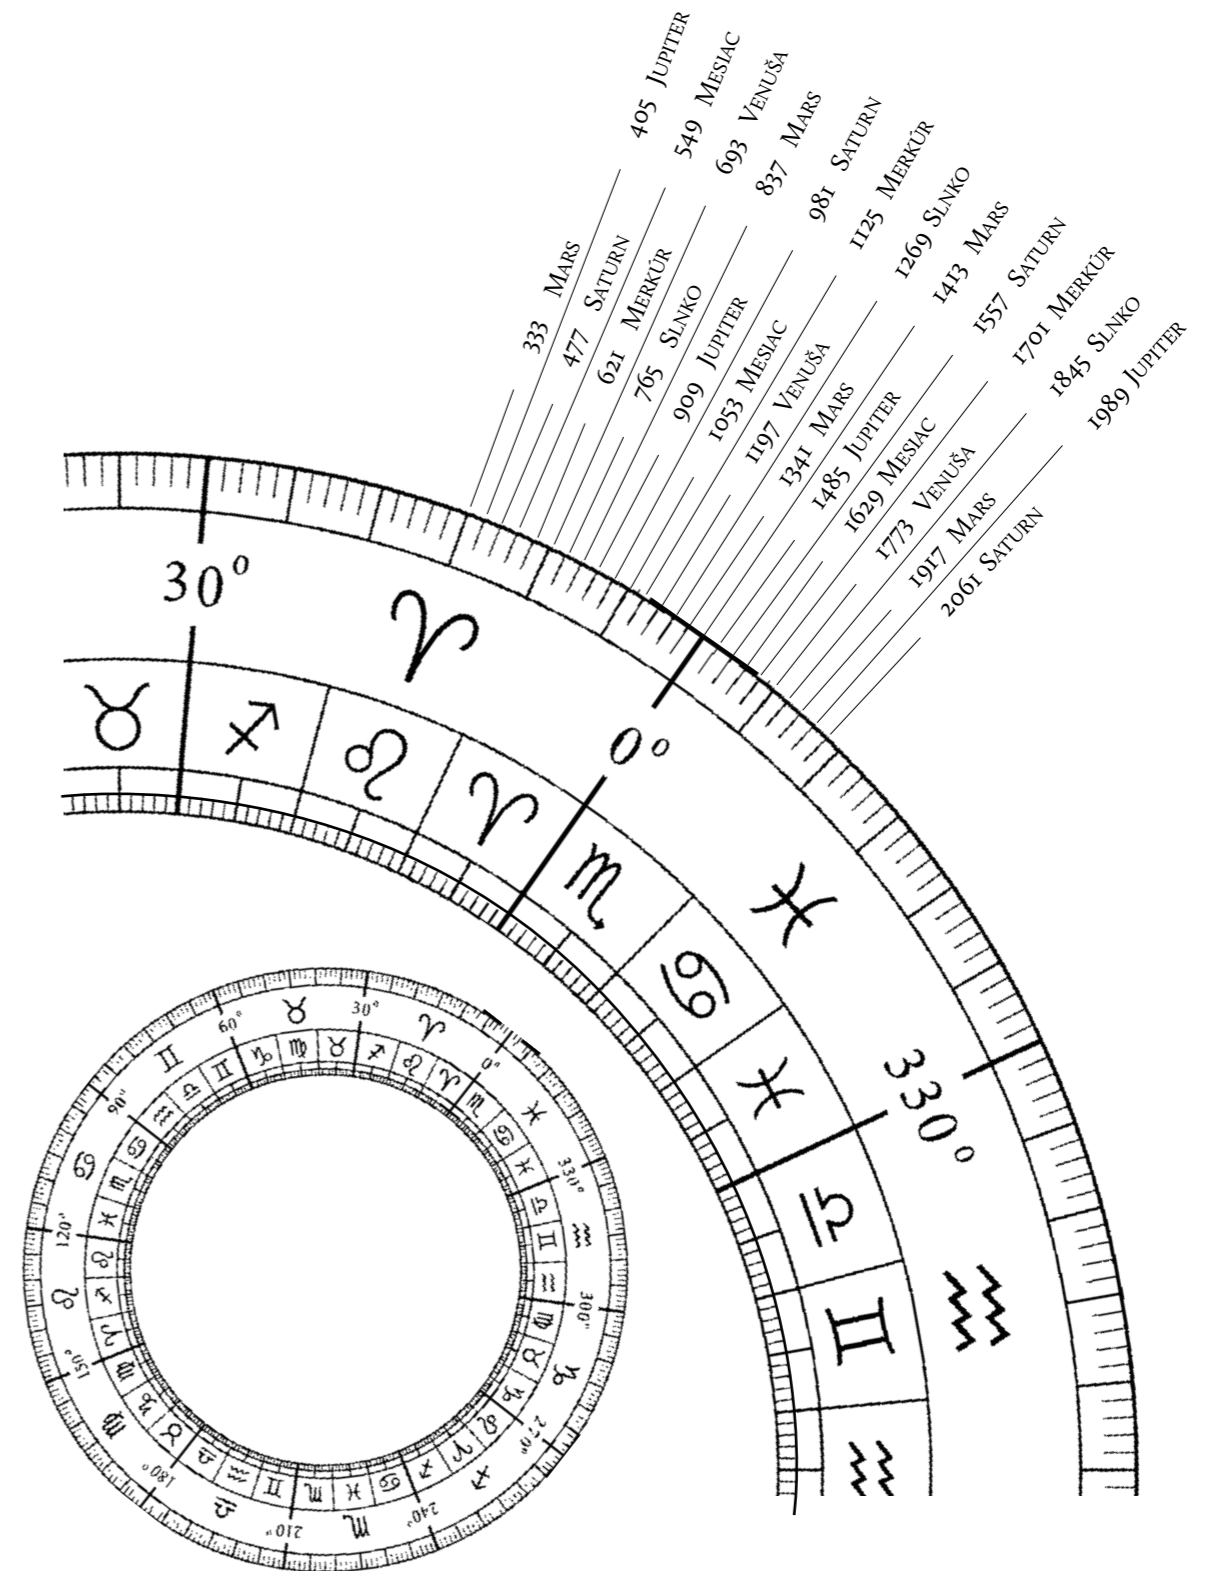 405 JUPITER
549 MESIAC
693 VENUŠA
837 MARS
981 SATURN
1125 MERKÚR
1269 SLNKO
1413 MARS
1557 SATURN
1701 MERKÚR
1845 SLNKO
1989 JUPITER
333 MARS
477 SATURN
621 MERKÚR
765 SLNKO
909 JUPITER
1053 MESIAC
1197 VENUŠA
1341 MARS
1485 JUPITER
1629 MESIAC
1773 VENUŠA
1917 MARS
2061 SATURN
30°
0°
330°
30°
60°
90°
120°
150°
180°
210°
240°
270°
300°
330°
0°